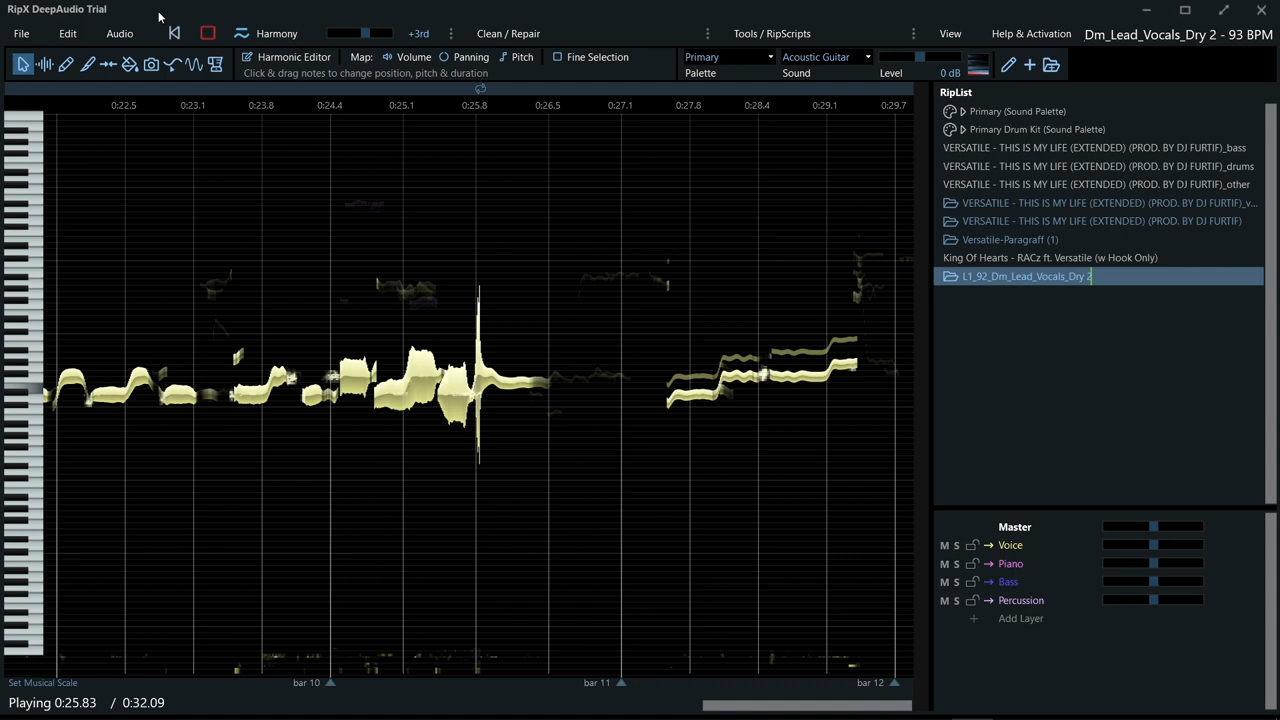 RipX DeepAudio Trial
File Edit Audio Harmony +3rd Clean / Repair Tools / RipScripts View Help & Activation Dm_Lead_Vocals_Dry 2 - 93 BPM
Harmonic Editor Map: Volume Panning Pitch Fine Selection Primary Acoustic Guitar
Click & drag notes to change position, pitch & duration Palette Sound Level 0 dB
0:22.5 0:23.1 0:23.8 0:24.4 0:25.1 0:25.8 0:26.5 0:27.1 0:27.8 0:28.4 0:29.1 0:29.7
RipList
Primary (Sound Palette)
Primary Drum Kit (Sound Palette)
VERSATILE - THIS IS MY LIFE (EXTENDED) (PROD. BY DJ FURTIF)_bass
VERSATILE - THIS IS MY LIFE (EXTENDED) (PROD. BY DJ FURTIF)_drums
VERSATILE - THIS IS MY LIFE (EXTENDED) (PROD. BY DJ FURTIF)_other
VERSATILE - THIS IS MY LIFE (EXTENDED) (PROD. BY DJ FURTIF)_v...
VERSATILE - THIS IS MY LIFE (EXTENDED) (PROD. BY DJ FURTIF)
Versatile-Paragraff (1)
King Of Hearts - RACz ft. Versatile (w Hook Only)
L1_92_Dm_Lead_Vocals_Dry 2
Master
M S Voice
M S Piano
M S Bass
M S Percussion
+ Add Layer
Set Musical Scale bar 10 bar 11 bar 12
Playing 0:25.83 / 0:32.09